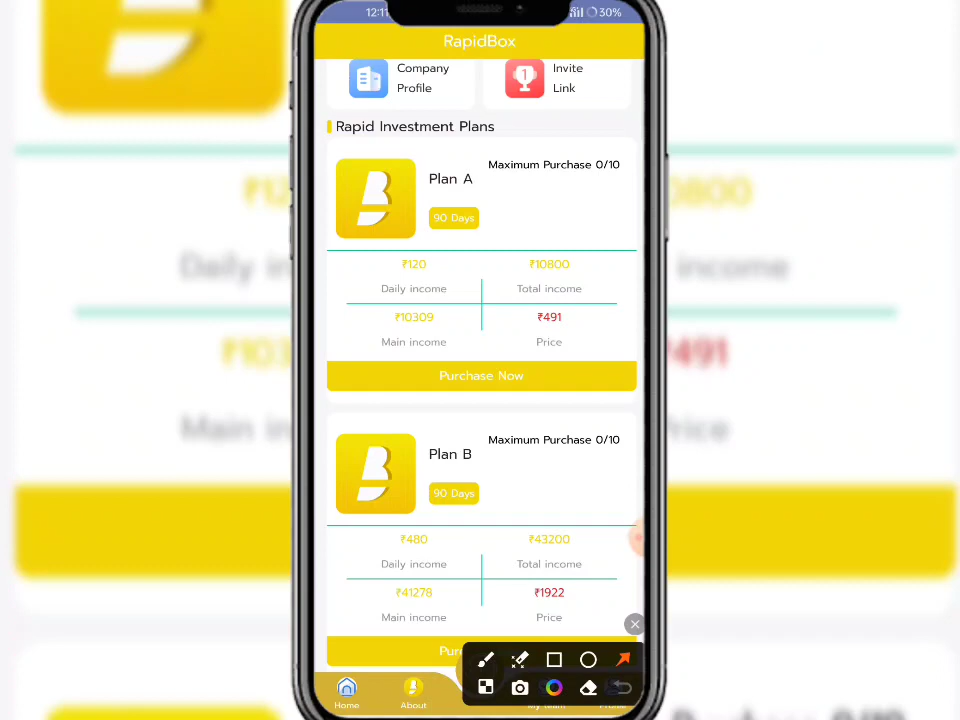 12:11
30%
RapidBox
Company
Profile
Invite
Link
Rapid Investment Plans
Plan A
Maximum Purchase 0/10
90 Days
₹120
₹10800
Daily income
Total income
₹10309
₹491
Main income
Price
Purchase Now
Plan B
Maximum Purchase 0/10
90 Days
₹480
₹43200
Daily income
Total income
₹41278
₹1922
Main income
Price
Home
About